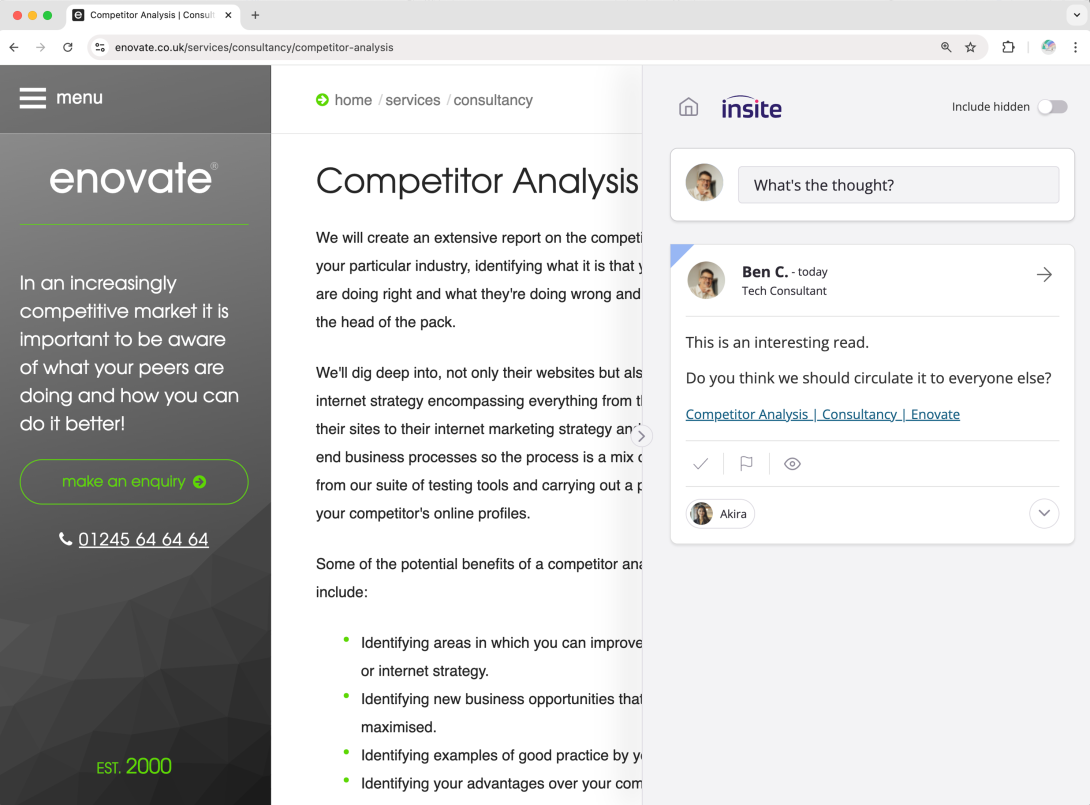 Competitor Analysis | Consul
enovate.co.uk/services/consultancy/competitor-analysis
menu
enovate®
In an increasingly
competitive market it is
important to be aware
of what your peers are
doing and how you can
do it better!
make an enquiry
01245 64 64 64
EST. 2000
home / services / consultancy
Competitor Analysis
We will create an extensive report on the competi
your particular industry, identifying what it is that
are doing right and what they're doing wrong and
the head of the pack.
We'll dig deep into, not only their websites but als
internet strategy encompassing everything from t
their sites to their internet marketing strategy and
end business processes so the process is a mix
from our suite of testing tools and carrying out a p
your competitor's online profiles.
Some of the potential benefits of a competitor ana
include:
Identifying areas in which you can improve
or internet strategy.
Identifying new business opportunities that
maximised.
Identifying examples of good practice by y
Identifying your advantages over your com
insite
Include hidden
What's the thought?
Ben C. - today
Tech Consultant
This is an interesting read.
Do you think we should circulate it to everyone else?
Competitor Analysis | Consultancy | Enovate
Akira